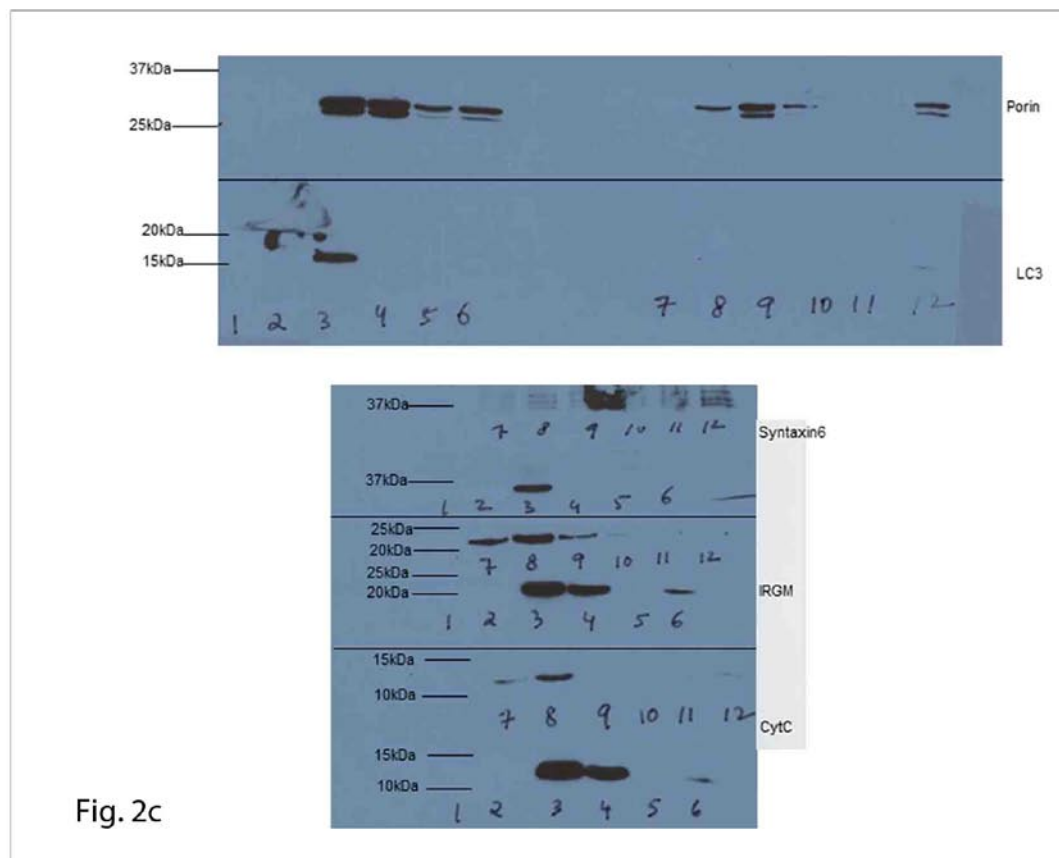 37kDa
Porin
25kDa
20kDa
15kDa
LC3
1 2 3 4 5 6 7 8 9 10 11 12
37kDa
7 8 9 10 11 12
Syntaxin6
37kDa
1 2 3 4 5 6
25kDa
20kDa
7 8 9 10 11 12
25kDa
20kDa
IRGM
1 2 3 4 5 6
15kDa
10kDa
7 8 9 10 11 12
CytC
15kDa
10kDa
1 2 3 4 5 6
Fig. 2c